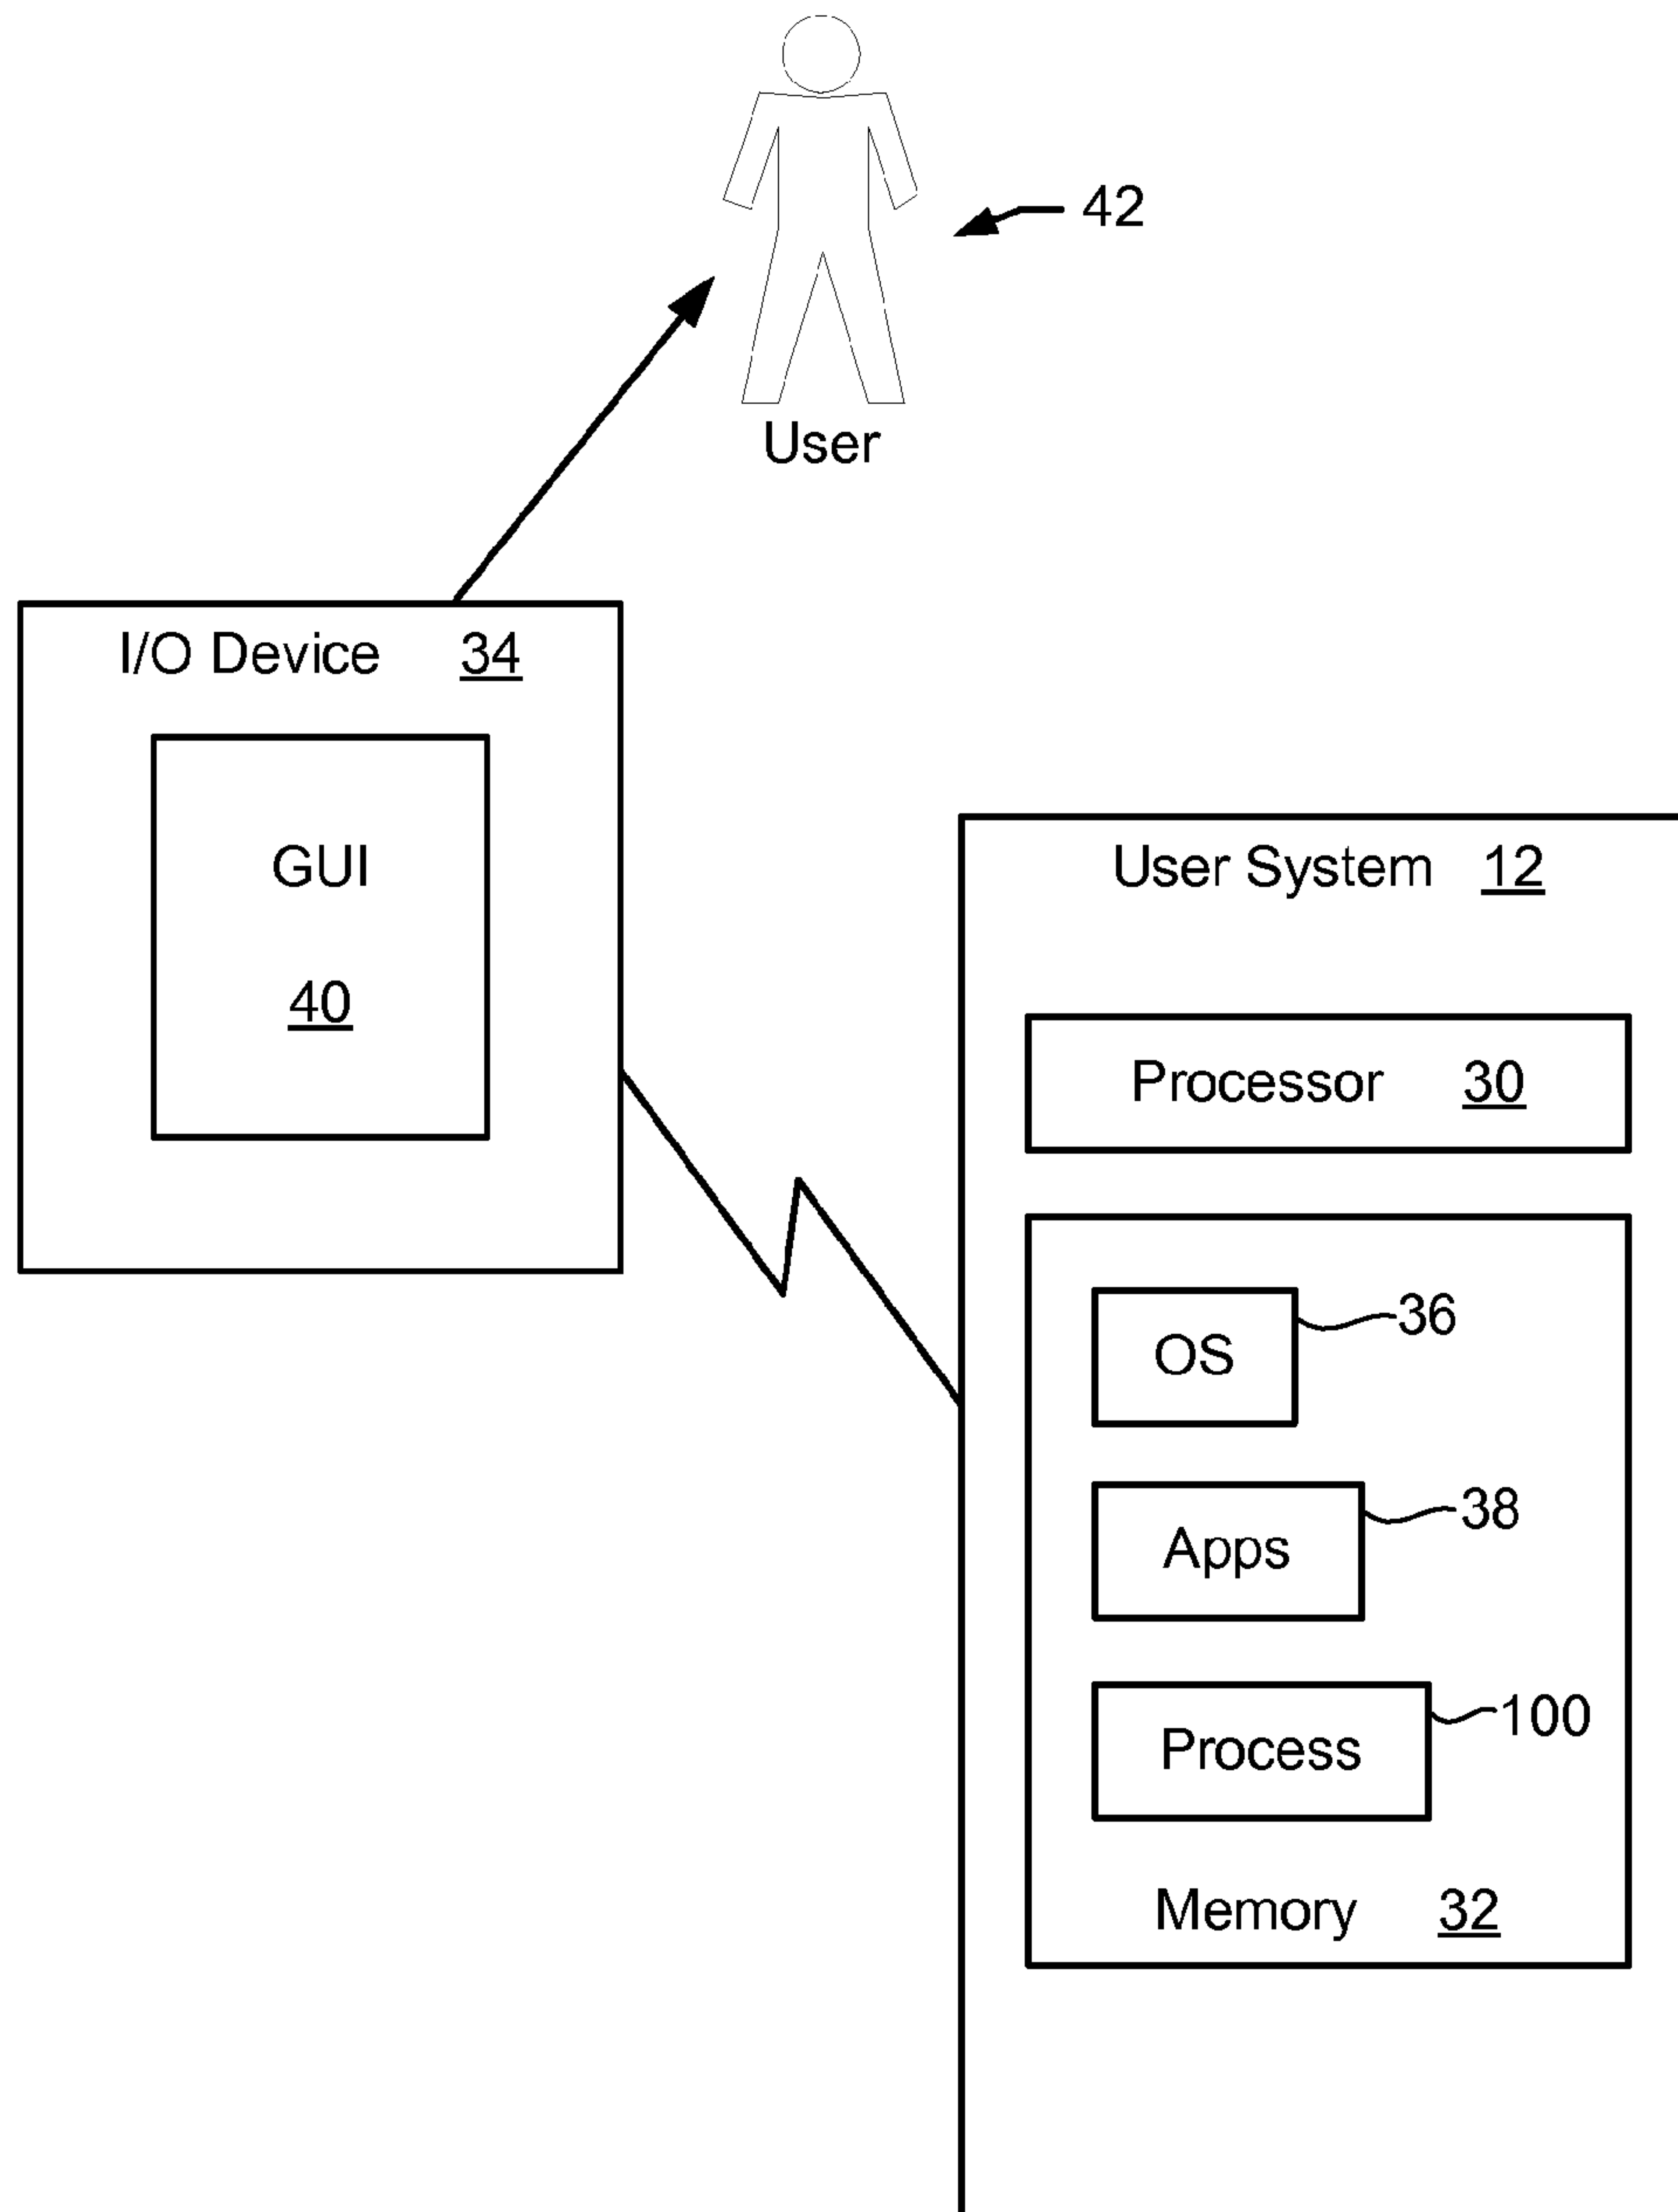 42
User
I/O Device 34
GUI
40
User System 12
Processor 30
OS
36
Apps
38
Process
100
Memory 32